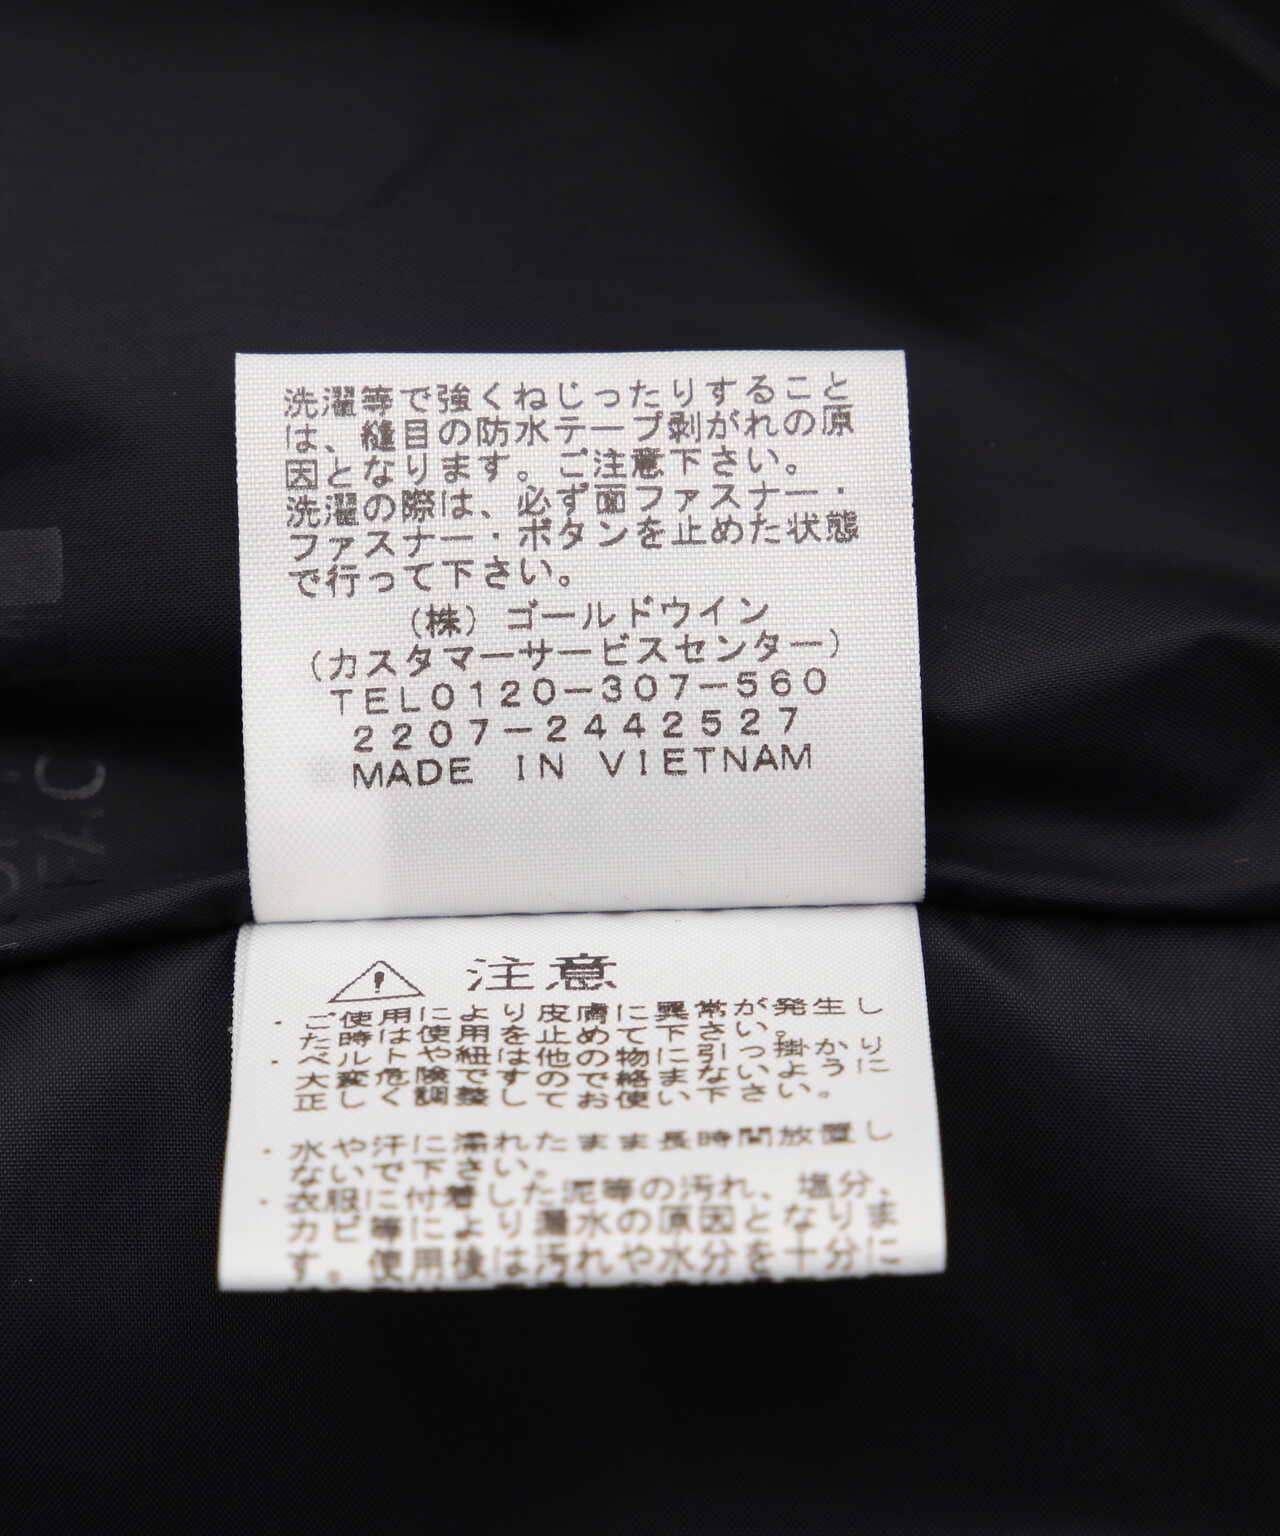 洗濯等で強くねじったりすること
は、縫目の防水テープ剥がれの原
因となります。ご注意下さい。
洗濯の際は、必ず面ファスナー・
ファスナー・ボタンを止めた状態
で行って下さい。
(株)ゴールドウイン
(カスタマーサービスセンター)
TEL0120-307-560
2207-2442527
MADE IN VIETNAM
注意
・ご使用により皮膚に異常が発生し
た時は使用を止めて下さい。
・ベルトや紐は他の物に引っ掛かり
大変危険ですので絡まないように
正しく調整してお使い下さい。
・水や汗に濡れたまま長時間放置し
ないで下さい。
・衣服に付着した泥等の汚れ、塩分、
カビ等により漏水の原因となりま
す。使用後は汚れや水分を十分に